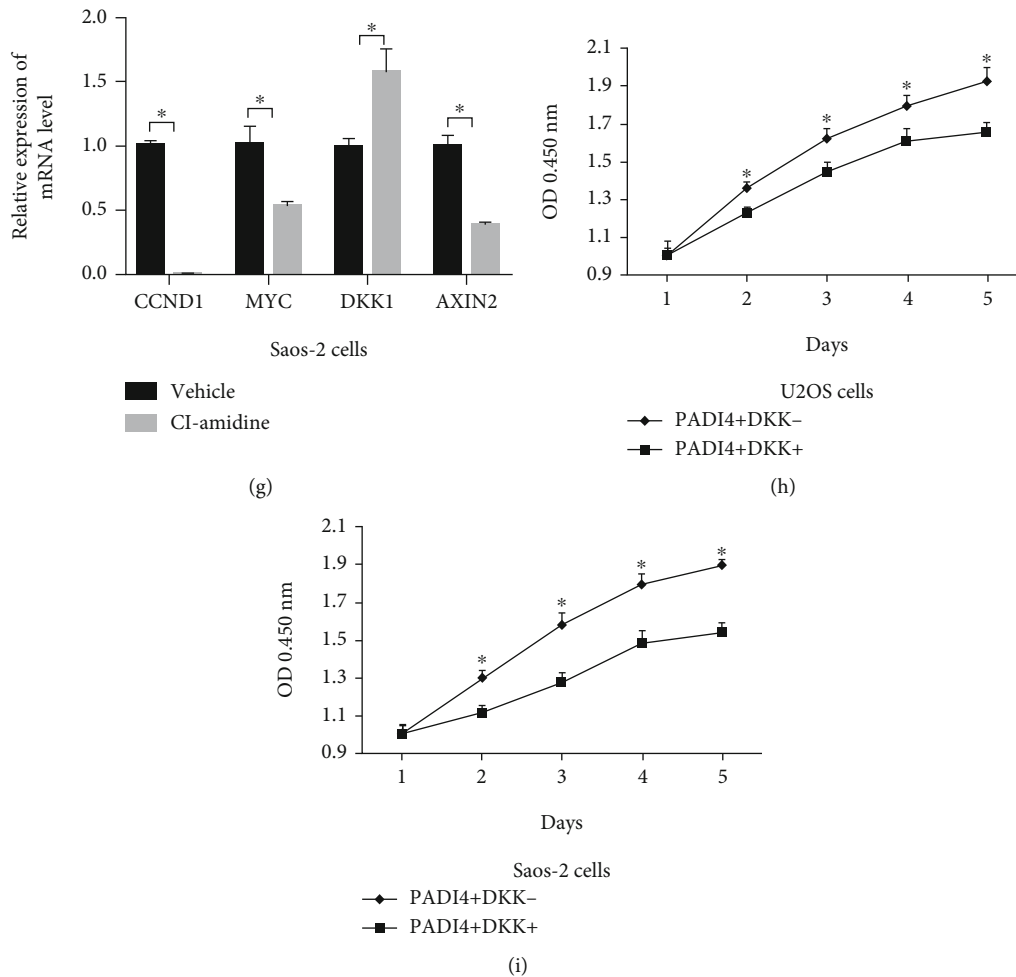 Relative expression of
mRNA level
2.0
1.5
1.0
0.5
0.0
*
*
*
*
CCND1 MYC DKK1 AXIN2
Saos-2 cells
Vehicle
CI-amidine
(g)
OD 0.450 nm
2.1
1.9
1.7
1.5
1.3
1.1
0.9
*
*
*
*
1 2 3 4 5
Days
U2OS cells
PADI4+DKK–
PADI4+DKK+
(h)
OD 0.450 nm
2.1
1.9
1.7
1.5
1.3
1.1
0.9
*
*
*
*
1 2 3 4 5
Days
Saos-2 cells
PADI4+DKK–
PADI4+DKK+
(i)